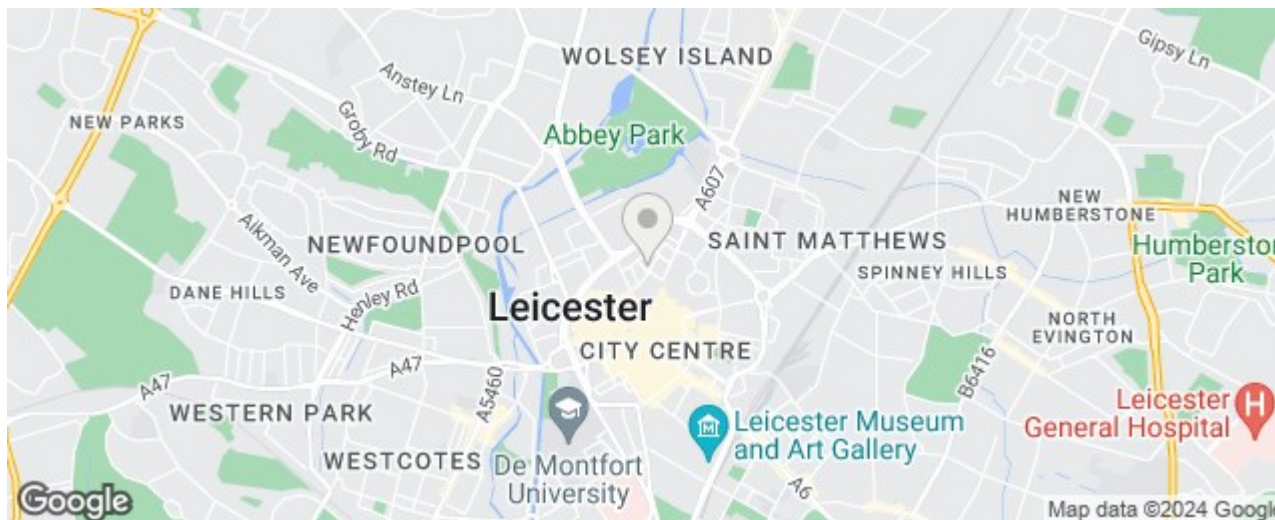 WOLSEY ISLAND
Gipsy Ln
Anstey Ln
NEW PARKS
Groby Rd
Abbey Park
A607
NEW
HUMBERSTONE
Aikman Ave
NEWFOUNDPOOL
SAINT MATTHEWS
Humberston
Park
SPINNEY HILLS
DANE HILLS
Henley Rd
Leicester
NORTH
EVINGTON
CITY CENTRE
A47
A47
A5460
B6416
WESTERN PARK
Leicester
General Hospital
H
Leicester Museum
and Art Gallery
M
WESTCOTES
De Montfort
University
A6
Google
Map data ©2024 Google